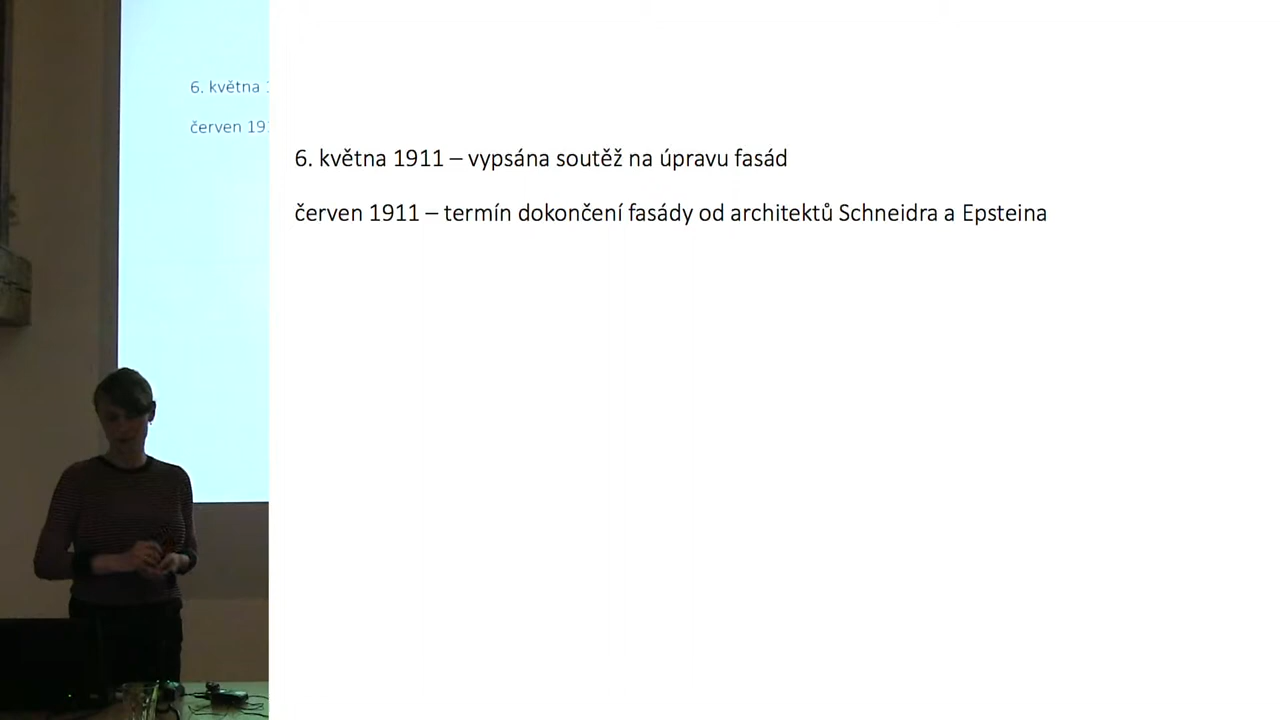 6. května 1
červen 191
6. května 1911 – vypsána soutěž na úpravu fasád
červen 1911 – termín dokončení fasády od architektů Schneidra a Epsteina